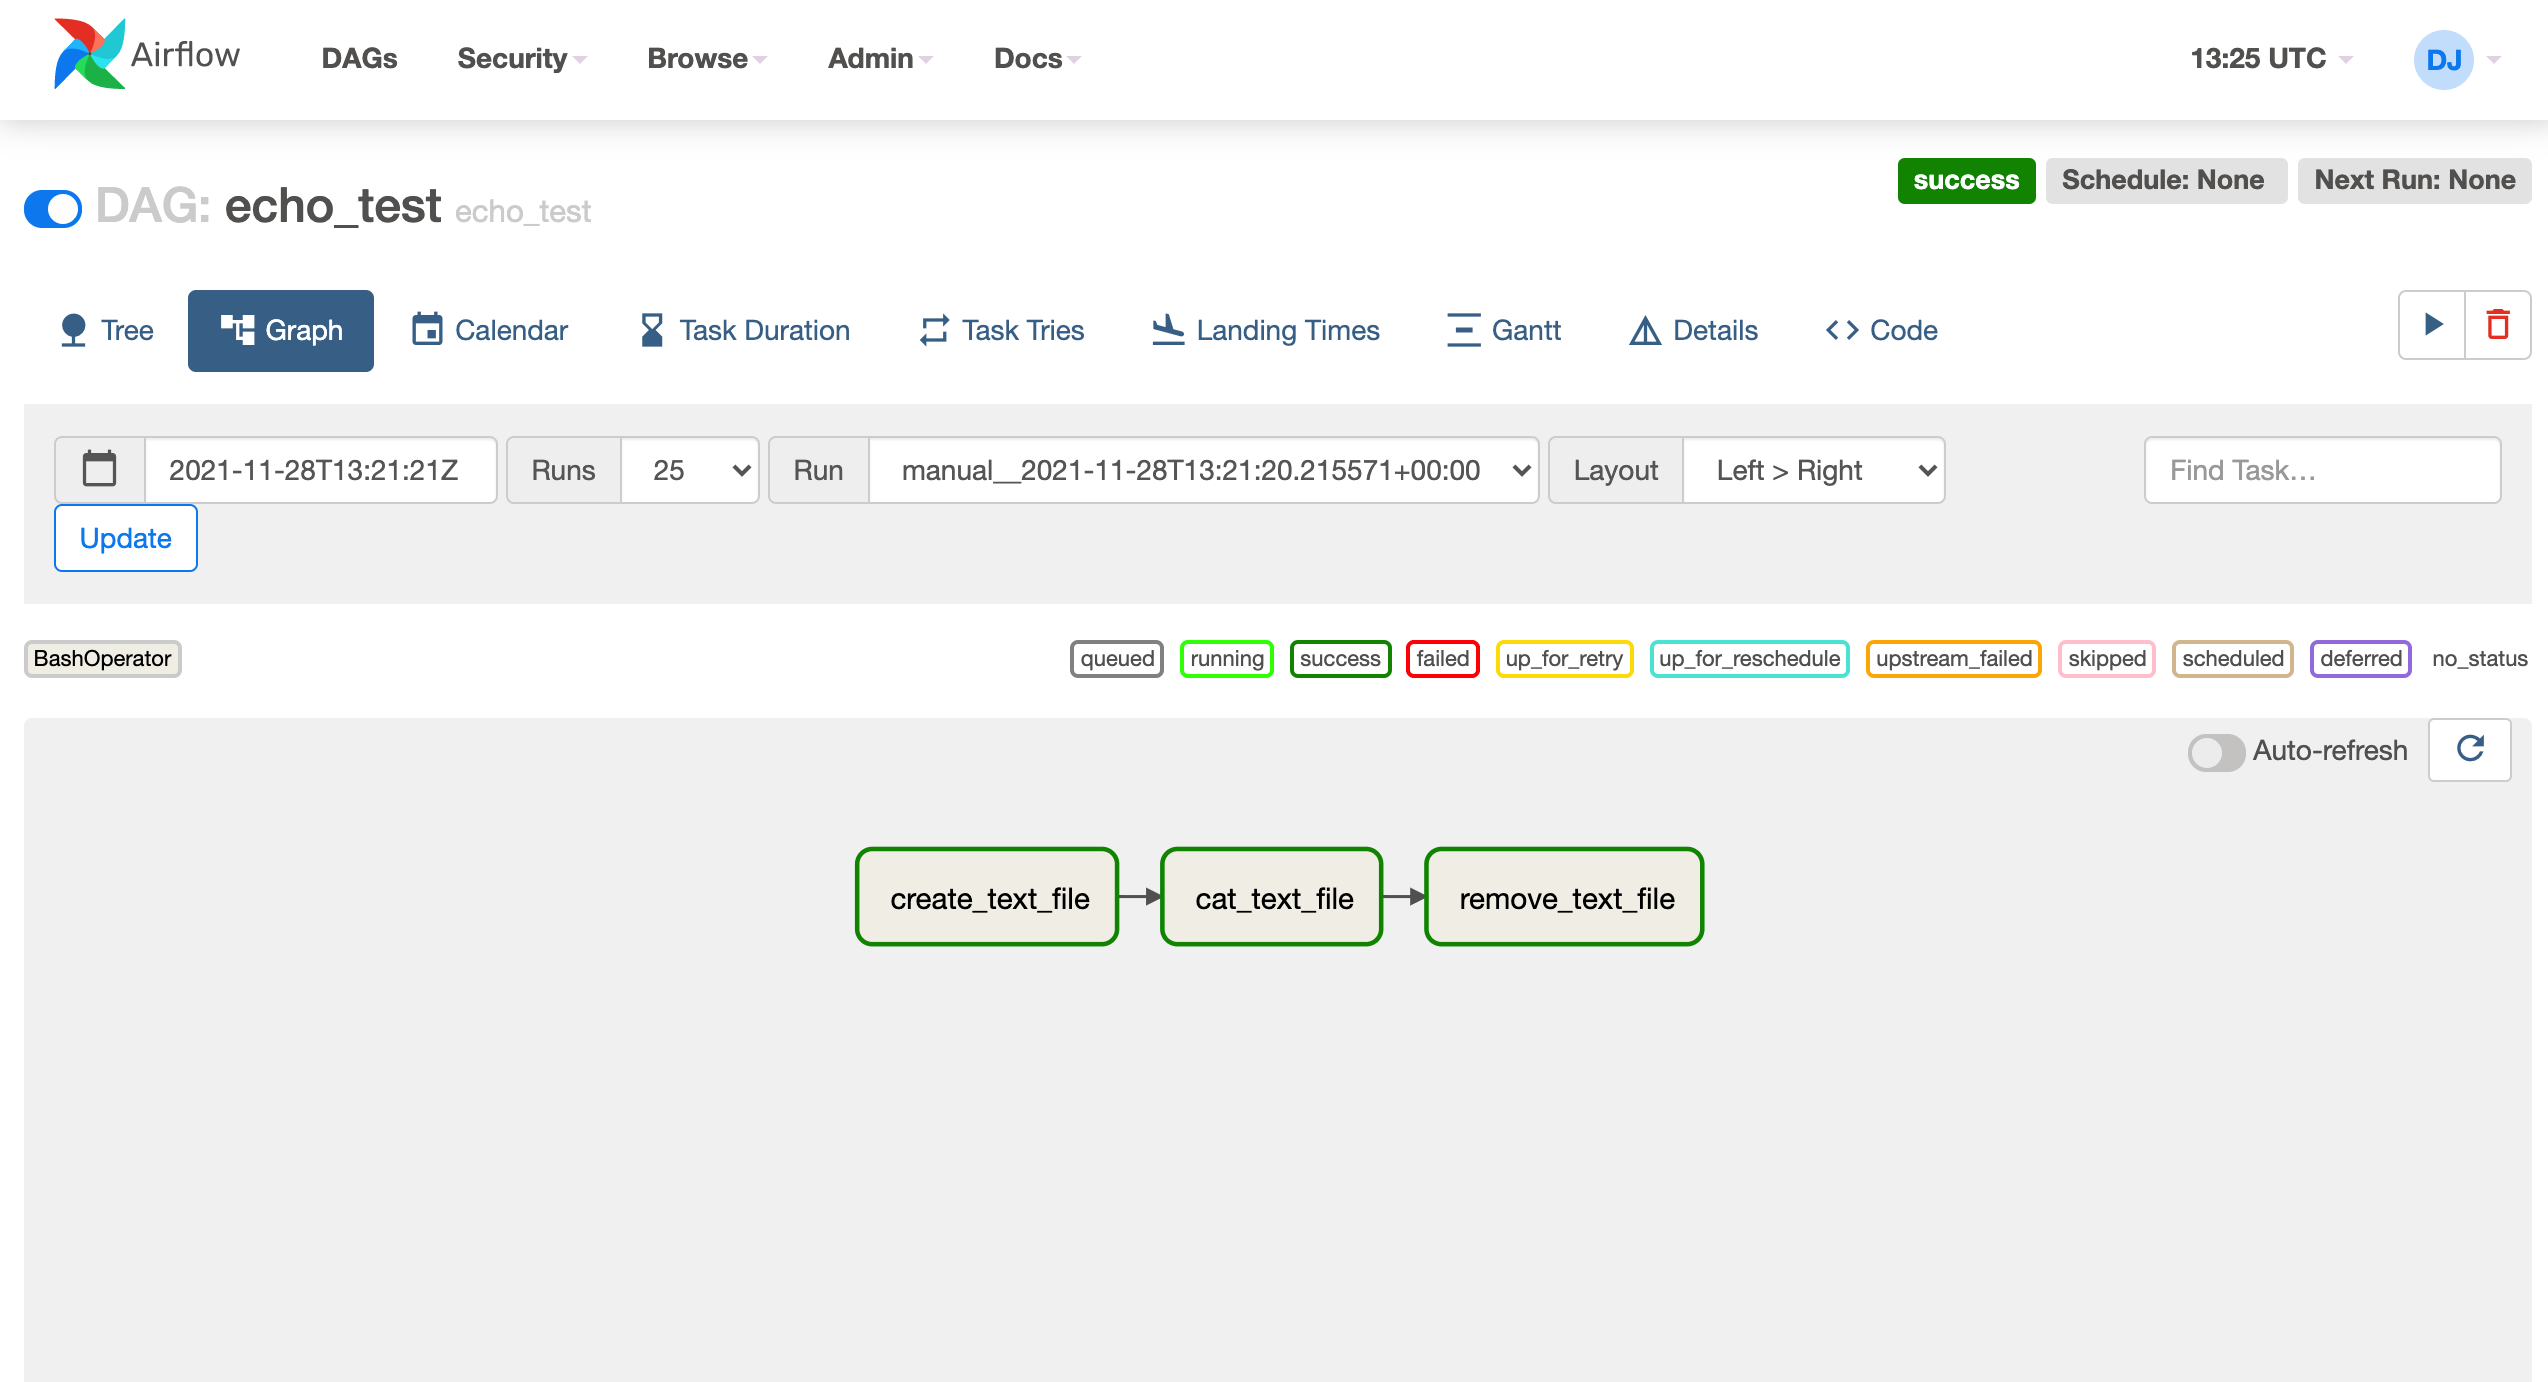 Airflow DAGs Security Browse Admin Docs 13:25 UTC DJ
success Schedule: None Next Run: None
DAG: echo_test echo_test
Tree Graph Calendar Task Duration Task Tries Landing Times Gantt Details Code
2021-11-28T13:21:21Z Runs 25 Run manual__2021-11-28T13:21:20.215571+00:00 Layout Left > Right Find Task...
Update
BashOperator queued running success failed up_for_retry up_for_reschedule upstream_failed skipped scheduled deferred no_status
Auto-refresh
create_text_file cat_text_file remove_text_file